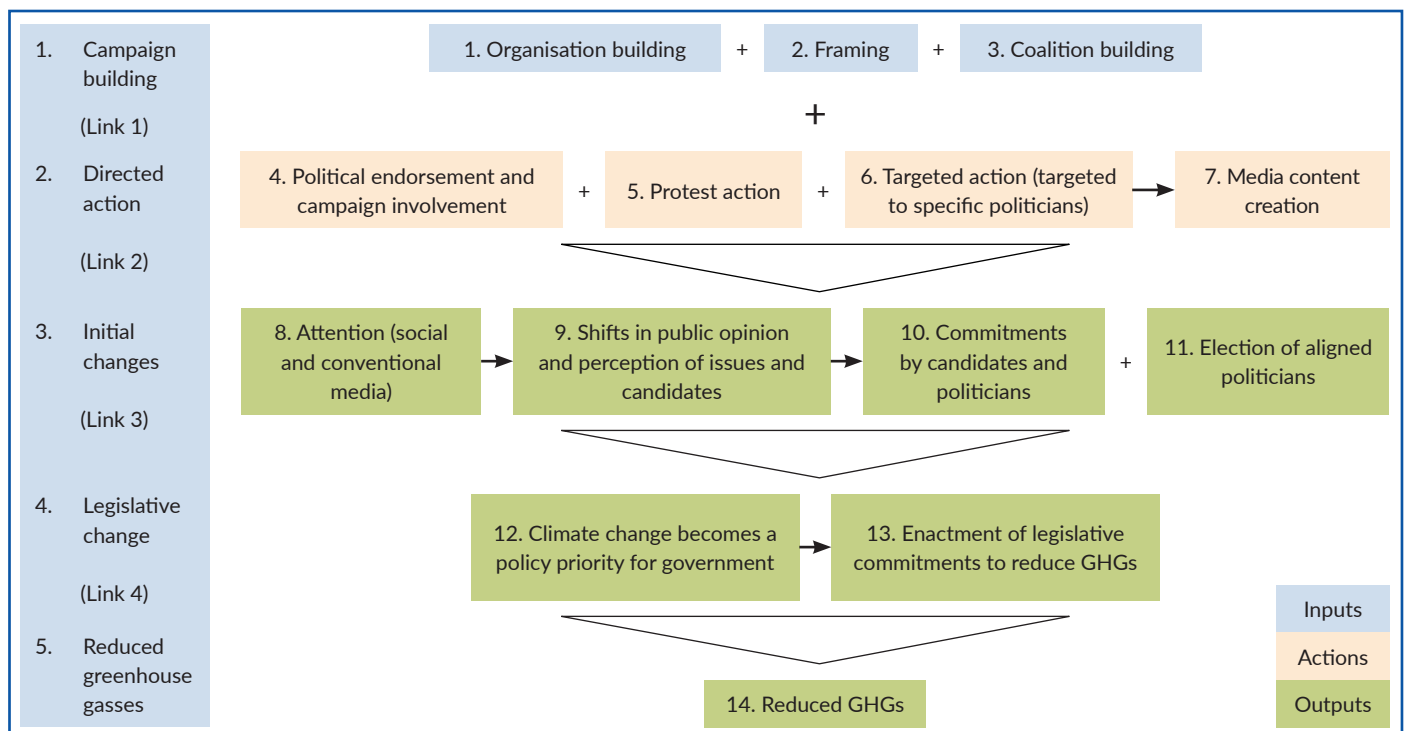 1. Campaign
building
(Link 1)
2. Directed
action
(Link 2)
3. Initial
changes
(Link 3)
4. Legislative
change
(Link 4)
5. Reduced
greenhouse
gasses
1. Organisation building + 2. Framing + 3. Coalition building
+
4. Political endorsement and
campaign involvement
+
5. Protest action
+
6. Targeted action (targeted
to specific politicians)
7. Media content
creation
8. Attention (social
and conventional
media)
9. Shifts in public opinion
and perception of issues and
candidates
10. Commitments
by candidates and
politicians
+
11. Election of aligned
politicians
12. Climate change becomes a
policy priority for government
13. Enactment of legislative
commitments to reduce GHGs
14. Reduced GHGs
Inputs
Actions
Outputs